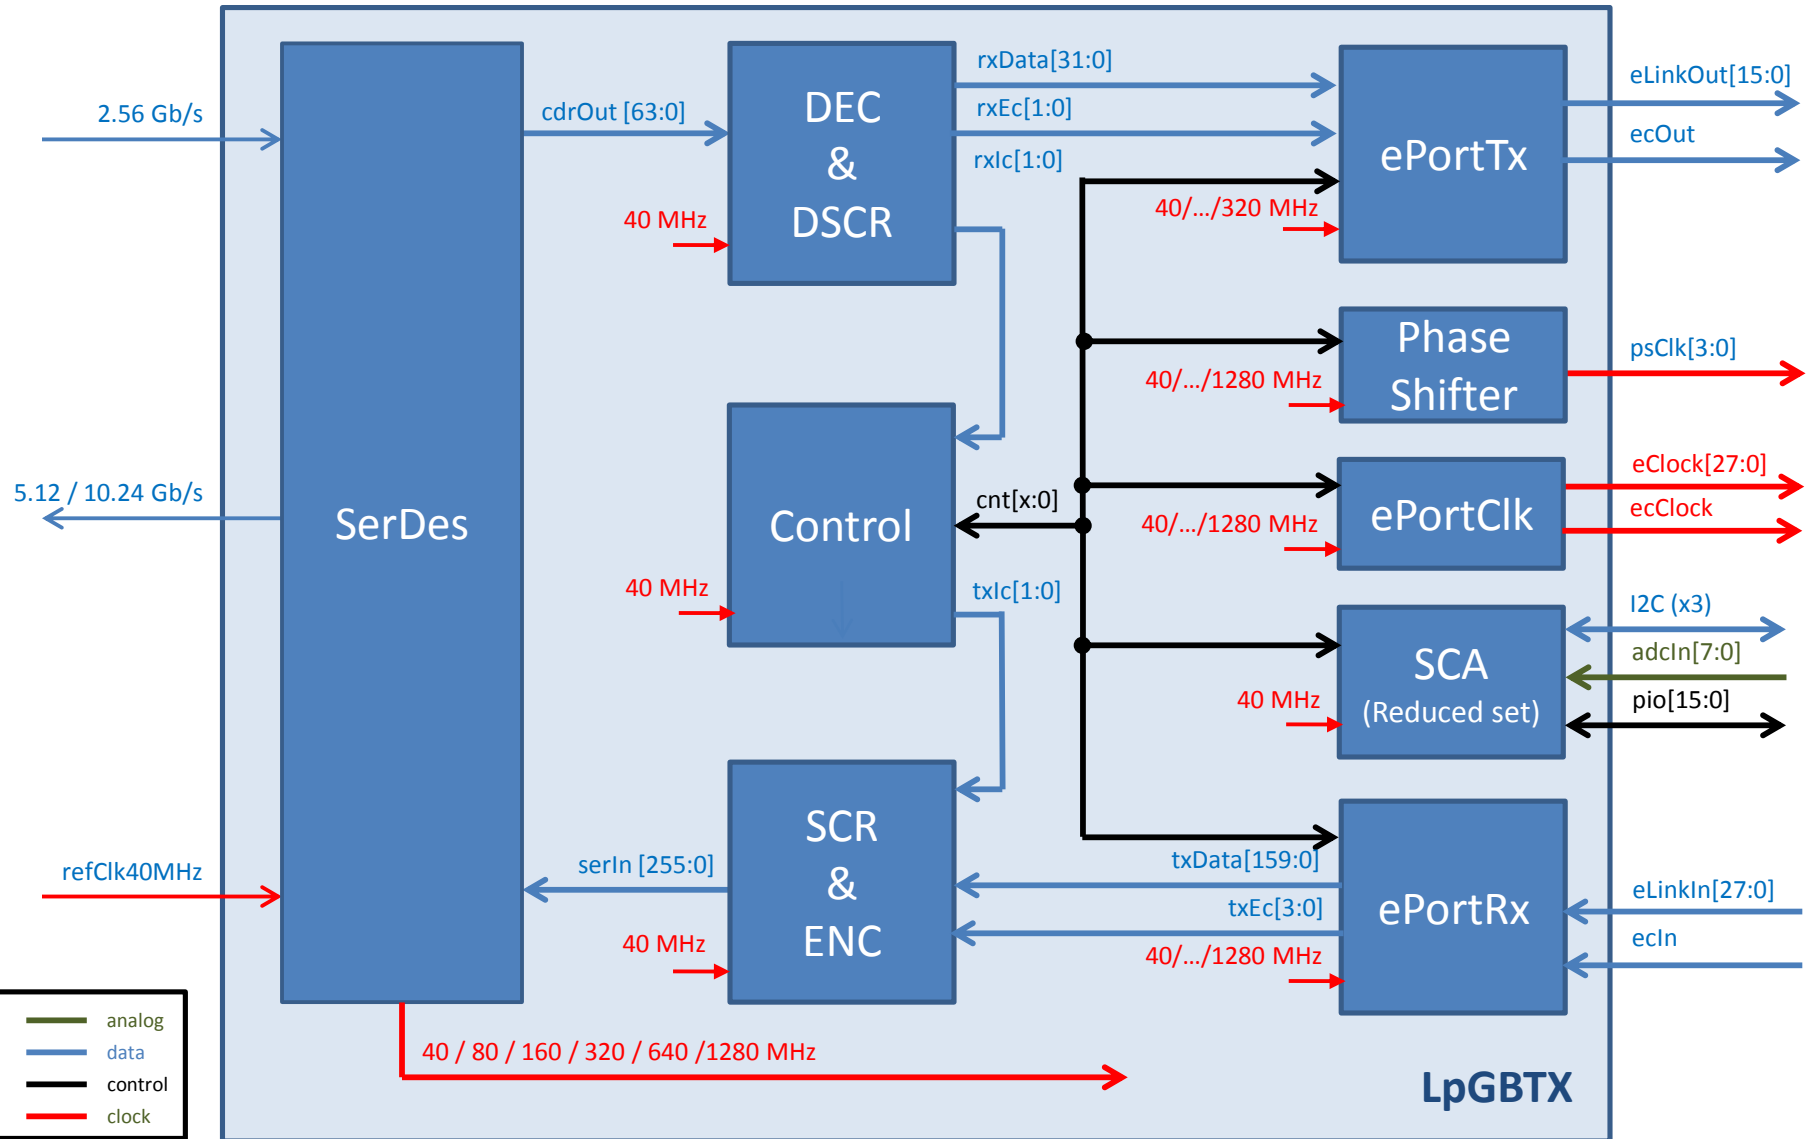 2.56 Gb/s
5.12 / 10.24 Gb/s
refClk40MHz
SerDes
cdrOut [63:0]
40 MHz
DEC
&
DSCR
rxData[31:0]
rxEc[1:0]
rxIc[1:0]
40/.../320 MHz
ePortTx
eLinkOut[15:0]
ecOut
40/.../1280 MHz
Phase
Shifter
psClk[3:0]
40 MHz
Control
cnt[x:0]
txIc[1:0]
40/.../1280 MHz
ePortClk
eClock[27:0]
ecClock
40 MHz
SCA
(Reduced set)
I2C (x3)
adcIn[7:0]
pio[15:0]
serIn [255:0]
40 MHz
SCR
&
ENC
txData[159:0]
txEc[3:0]
40/.../1280 MHz
ePortRx
eLinkIn[27:0]
ecIn
40 / 80 / 160 / 320 / 640 /1280 MHz
LpGBTX
analog
data
control
clock